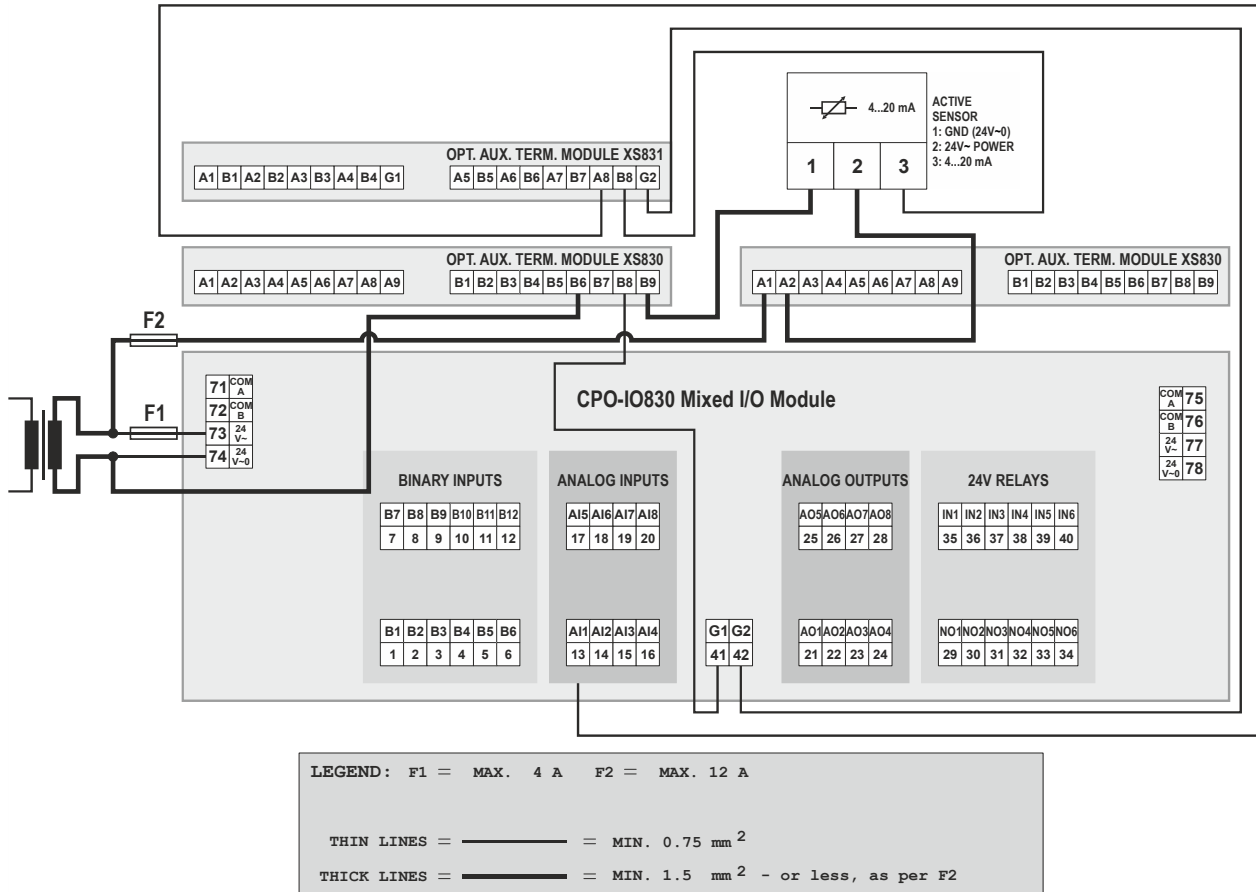 4...20 mA
ACTIVE
SENSOR
1: GND (24V~0)
2: 24V~ POWER
3: 4...20 mA
1 2 3
OPT. AUX. TERM. MODULE XS831
A1 B1 A2 B2 A3 B3 A4 B4 G1
A5 B5 A6 B6 A7 B7 A8 B8 G2
OPT. AUX. TERM. MODULE XS830
A1 A2 A3 A4 A5 A6 A7 A8 A9
B1 B2 B3 B4 B5 B6 B7 B8 B9
OPT. AUX. TERM. MODULE XS830
A1 A2 A3 A4 A5 A6 A7 A8 A9
B1 B2 B3 B4 B5 B6 B7 B8 B9
F2
F1
71 COM A
72 COM B
73 24 V~
74 24 V~0
CPO-IO830 Mixed I/O Module
COM A 75
COM B 76
24 V~ 77
24 V~0 78
BINARY INPUTS
B7 B8 B9 B10 B11 B12
7 8 9 10 11 12
B1 B2 B3 B4 B5 B6
1 2 3 4 5 6
ANALOG INPUTS
AI5 AI6 AI7 AI8
17 18 19 20
AI1 AI2 AI3 AI4
13 14 15 16
G1 G2
41 42
ANALOG OUTPUTS
AO5 AO6 AO7 AO8
25 26 27 28
AO1 AO2 AO3 AO4
21 22 23 24
24V RELAYS
IN1 IN2 IN3 IN4 IN5 IN6
35 36 37 38 39 40
NO1 NO2 NO3 NO4 NO5 NO6
29 30 31 32 33 34
LEGEND: F1 = MAX. 4 A F2 = MAX. 12 A
THIN LINES = = MIN. 0.75 mm 2
THICK LINES = = MIN. 1.5 mm 2 - or less, as per F2